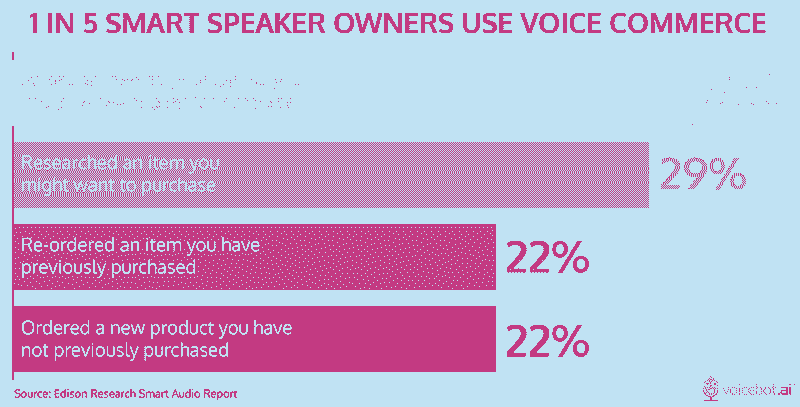 1 IN 5 SMART SPEAKER OWNERS USE VOICE COMMERCE
Researched an item you
might want to purchase
29%
Re-ordered an item you have
previously purchased
22%
Ordered a new product you have
not previously purchased
22%
Source: Edison Research Smart Audio Report
voicebot.ai